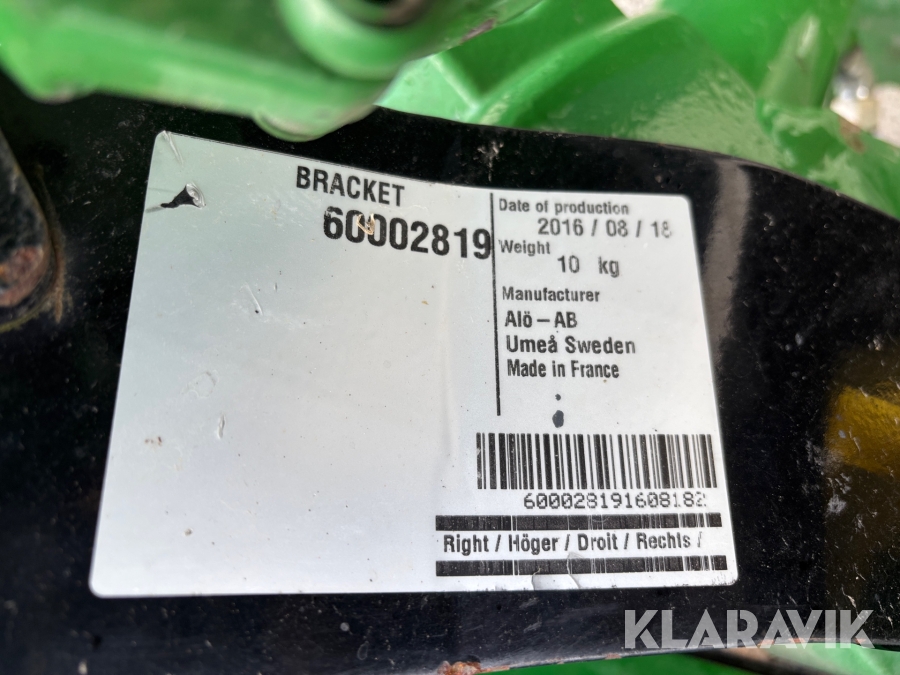 BRACKET
60002819
Date of production
2016 / 08 / 18
Weight
10 kg
Manufacturer
Alö – AB
Umeå Sweden
Made in France
600028191608182
Right / Höger / Droit / Rechts /
KLARAVIK